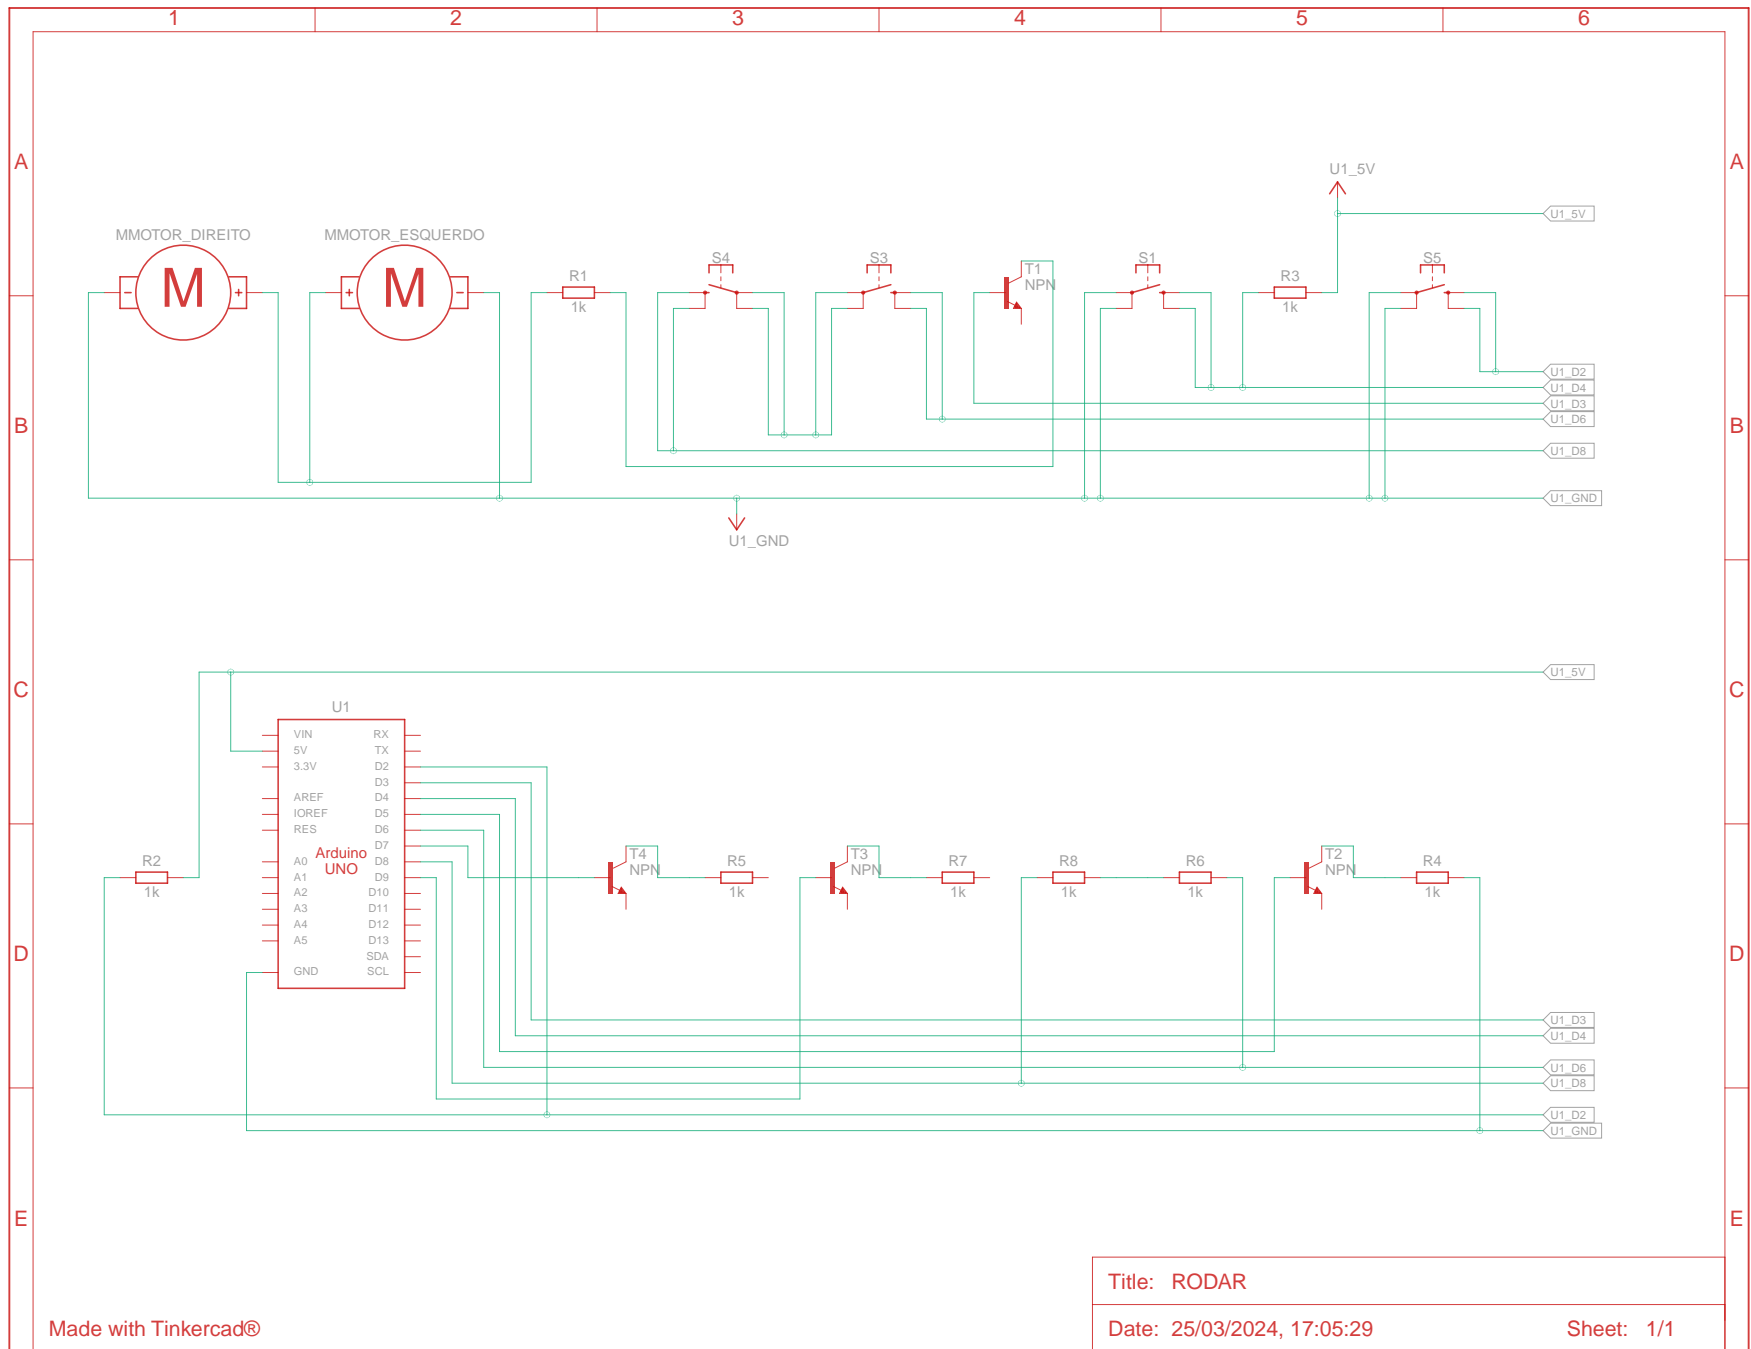 1 2 3 4 5 6
A A
U1_5V
U1_5V
MMOTOR_DIREITO MMOTOR_ESQUERDO S4 S3 S1 S5
R1 T1 R3
NPN
- M + + M -
1k 1k
U1_D2
U1_D4
U1_D3
U1_D6
B B
U1_D8
U1_GND
U1_GND
C C
U1_5V
U1
VIN RX
5V TX
3.3V D2
D3
AREF D4
IOREF D5
RES D6
D7
Arduino
UNO
A0 D8
A1 D9
A2 D10
A3 D11
A4 D12
A5 D13
SDA
GND SCL
R2 T4 R5 T3 R7 R8 R6 T2 R4
NPN NPN NPN
1k 1k 1k 1k 1k 1k
D D
U1_D3
U1_D4
U1_D6
U1_D8
U1_D2
U1_GND
E E
Title: RODAR
Made with Tinkercad®
Date: 25/03/2024, 17:05:29 Sheet: 1/1